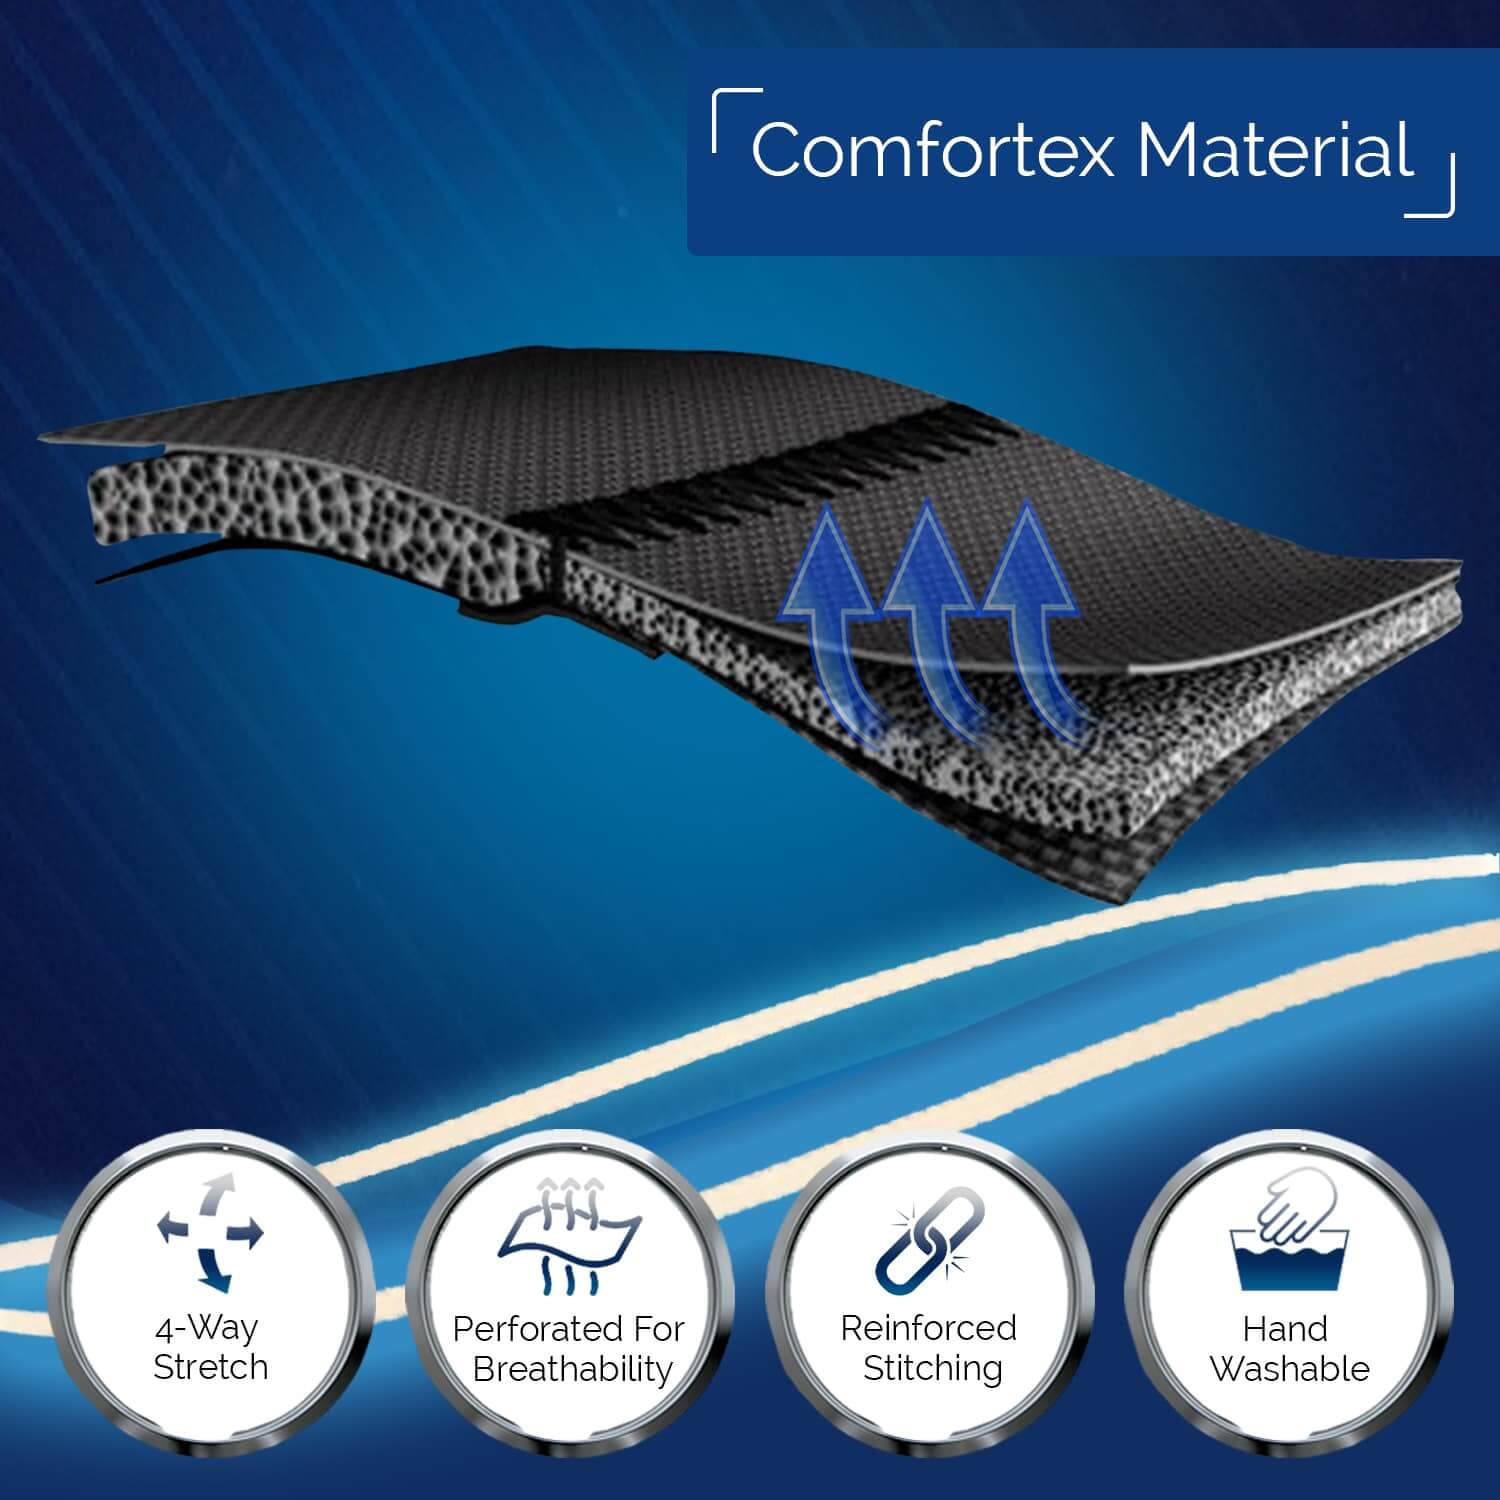 Comfortex Material
4-Way
Stretch
Perforated For
Breathability
Reinforced
Stitching
Hand
Washable